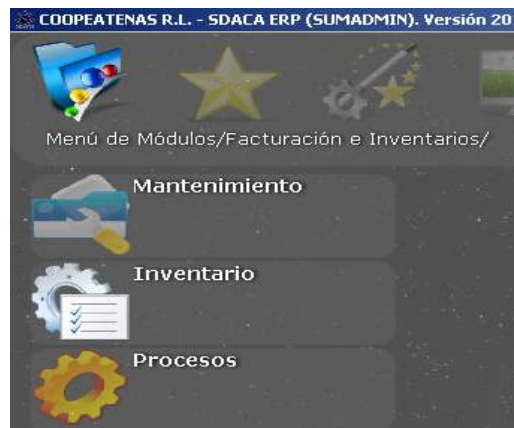 COOPEATENAS R.L. - SDACA ERP (SUMADMIN). Versión 20
Menú de Módulos/Facturación e Inventarios/
Mantenimiento
Inventario
Procesos